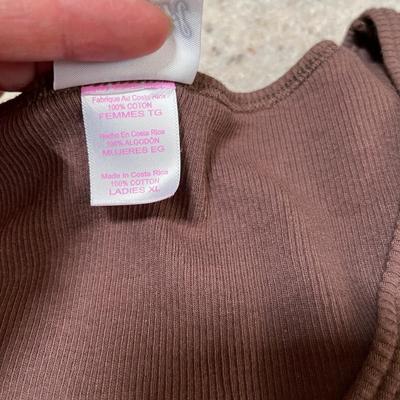 Fabrique Au Costa Rica
100% COTON
FEMMES TG
Hecho En Costa Rica
100% ALGODÓN
MUJERES EG
Made in Costa Rica
100% COTTON
LADIES XL